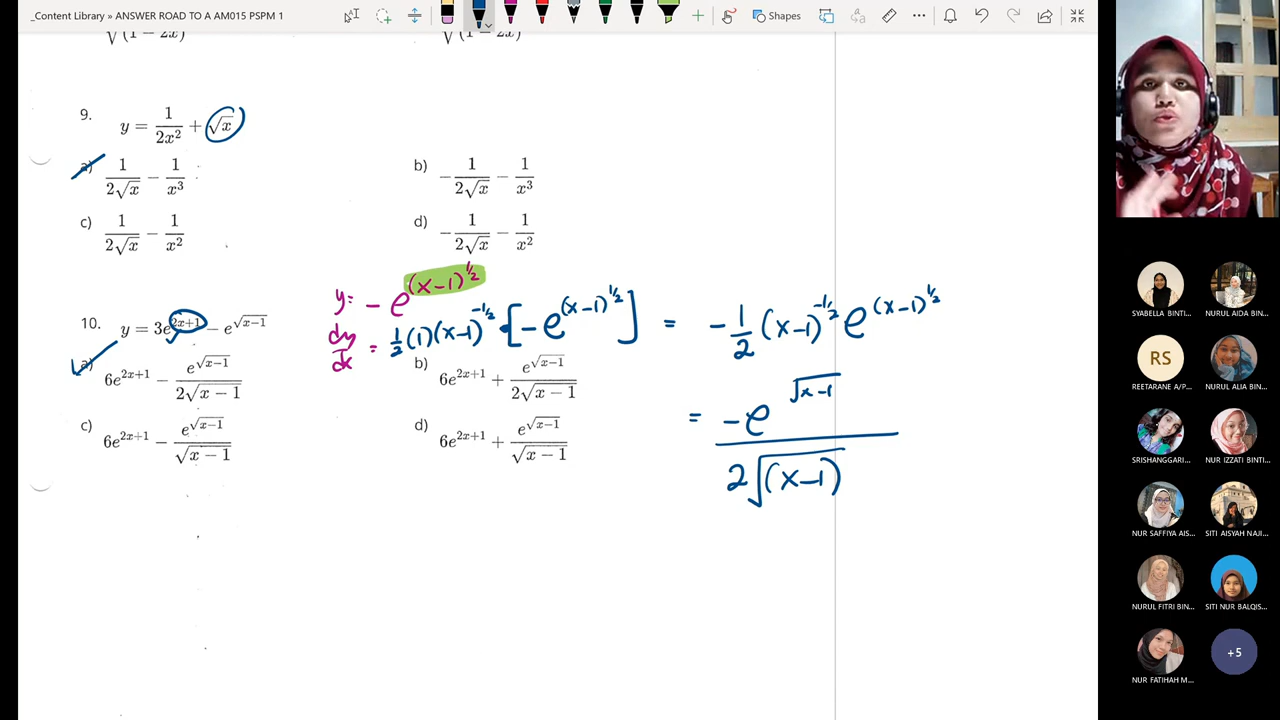 _Content Library » ANSWER ROAD TO A AM015 PSPM 1
Shapes
√(1 − 2x)
√(1 − 2x)
9.
y = 1/(2x²) + √x
a) 1/(2√x) − 1/x³
b) −1/(2√x) − 1/x³
c) 1/(2√x) − 1/x²
d) −1/(2√x) − 1/x²
10.
y = 3e^(2x+1) − e^(√(x−1))
a) 6e^(2x+1) − e^(√(x−1))/(2√(x − 1))
b) 6e^(2x+1) + e^(√(x−1))/(2√(x − 1))
c) 6e^(2x+1) − e^(√(x−1))/√(x − 1)
d) 6e^(2x+1) + e^(√(x−1))/√(x − 1)
y = −e^((x−1)^(1/2))
dy/dx = 1/2 (1)(x−1)^(−1/2) · [−e^((x−1)^(1/2))] = −1/2 (x−1)^(−1/2) e^((x−1)^(1/2))
= −e^(√(x−1)) / (2√(x−1))
SYABELLA BINTI...
NURUL AIDA BIN...
RS
REETARANE A/P...
NURUL ALIA BIN...
SRISHANGGARI...
NUR IZZATI BINTI...
NUR SAFFIYA AIS...
SITI AISYAH NAJI...
NURUL FITRI BIN...
SITI NUR BALQIS...
NUR FATIHAH M...
+5